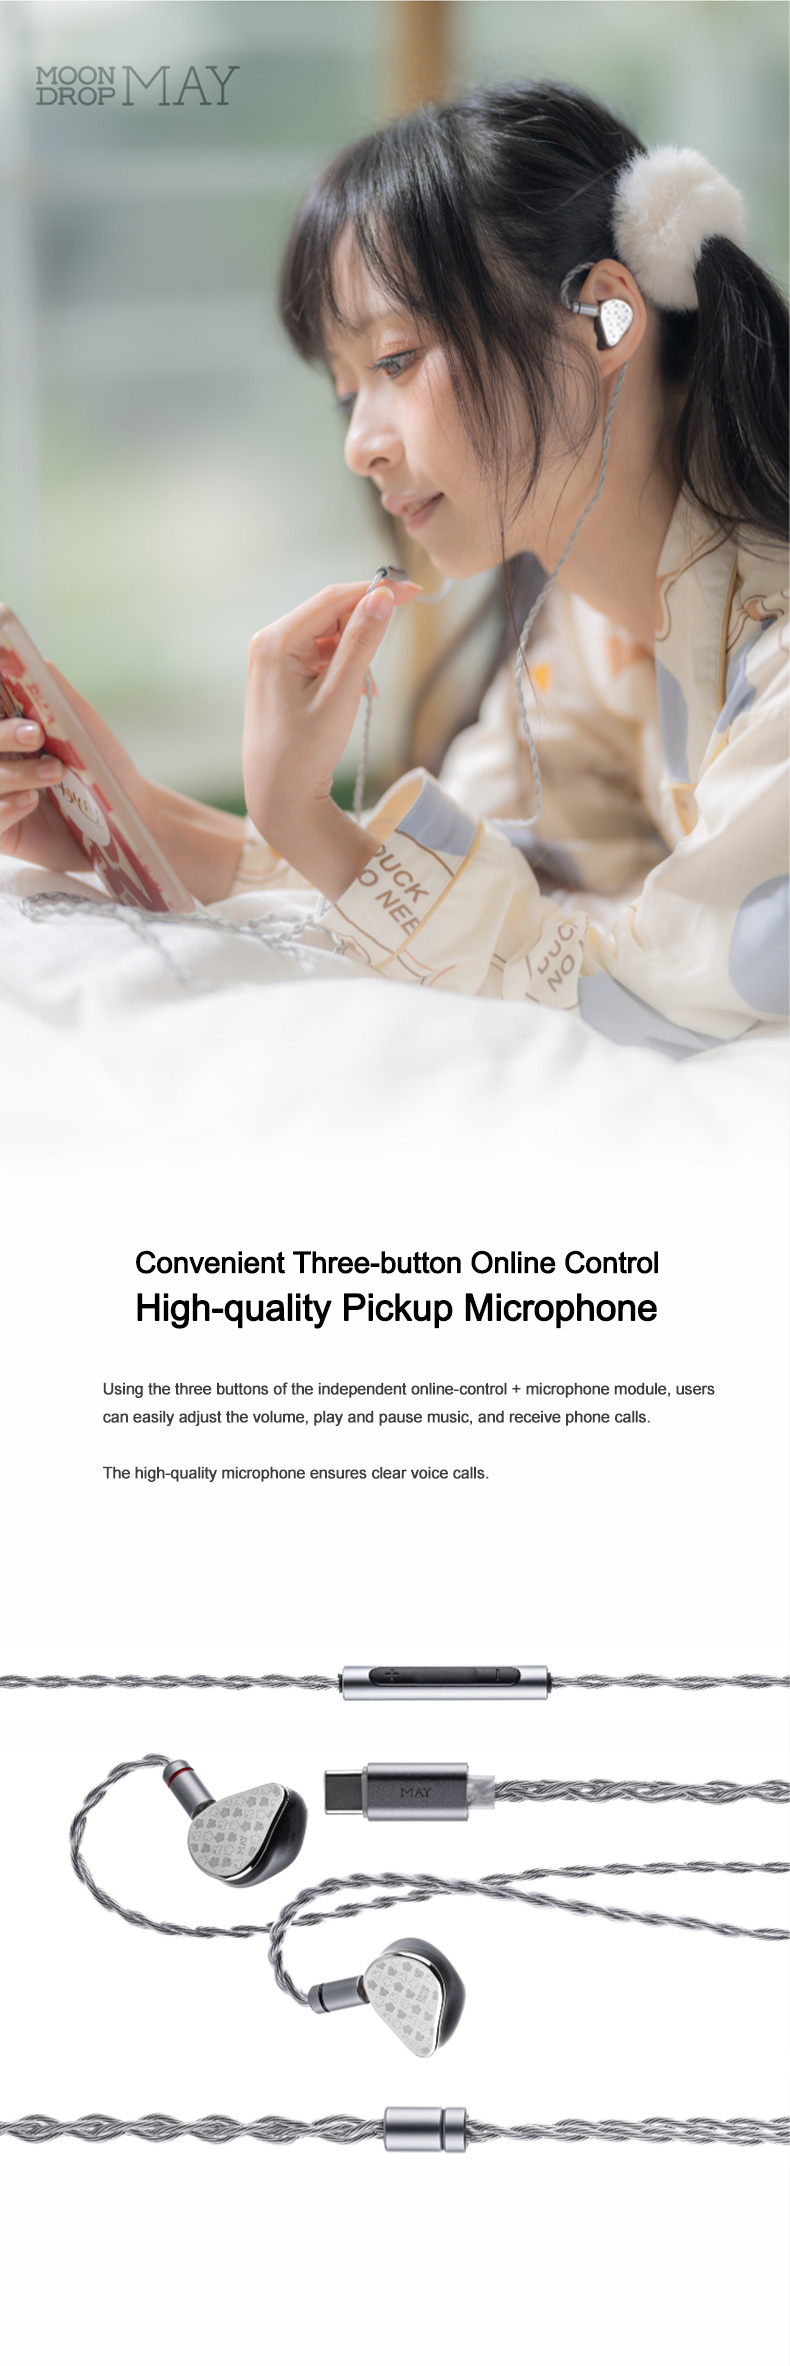 MOON
DROP MAY
DUCK
O NEE
DUCK
NO
Convenient Three-button Online Control
High-quality Pickup Microphone
Using the three buttons of the independent online-control + microphone module, users
can easily adjust the volume, play and pause music, and receive phone calls.
The high-quality microphone ensures clear voice calls.
+ -
MAY
MAY